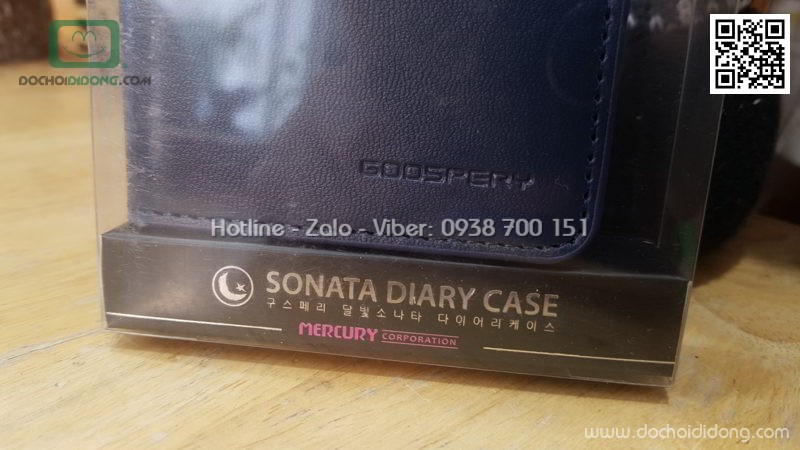 DOCHOIDIDONG.COM
GOOSPERY
Hotline - Zalo - Viber: 0938 700 151
SONATA DIARY CASE
구스페리 달빛소나타 다이어리케이스
MERCURY CORPORATION
www.dochoididong.com